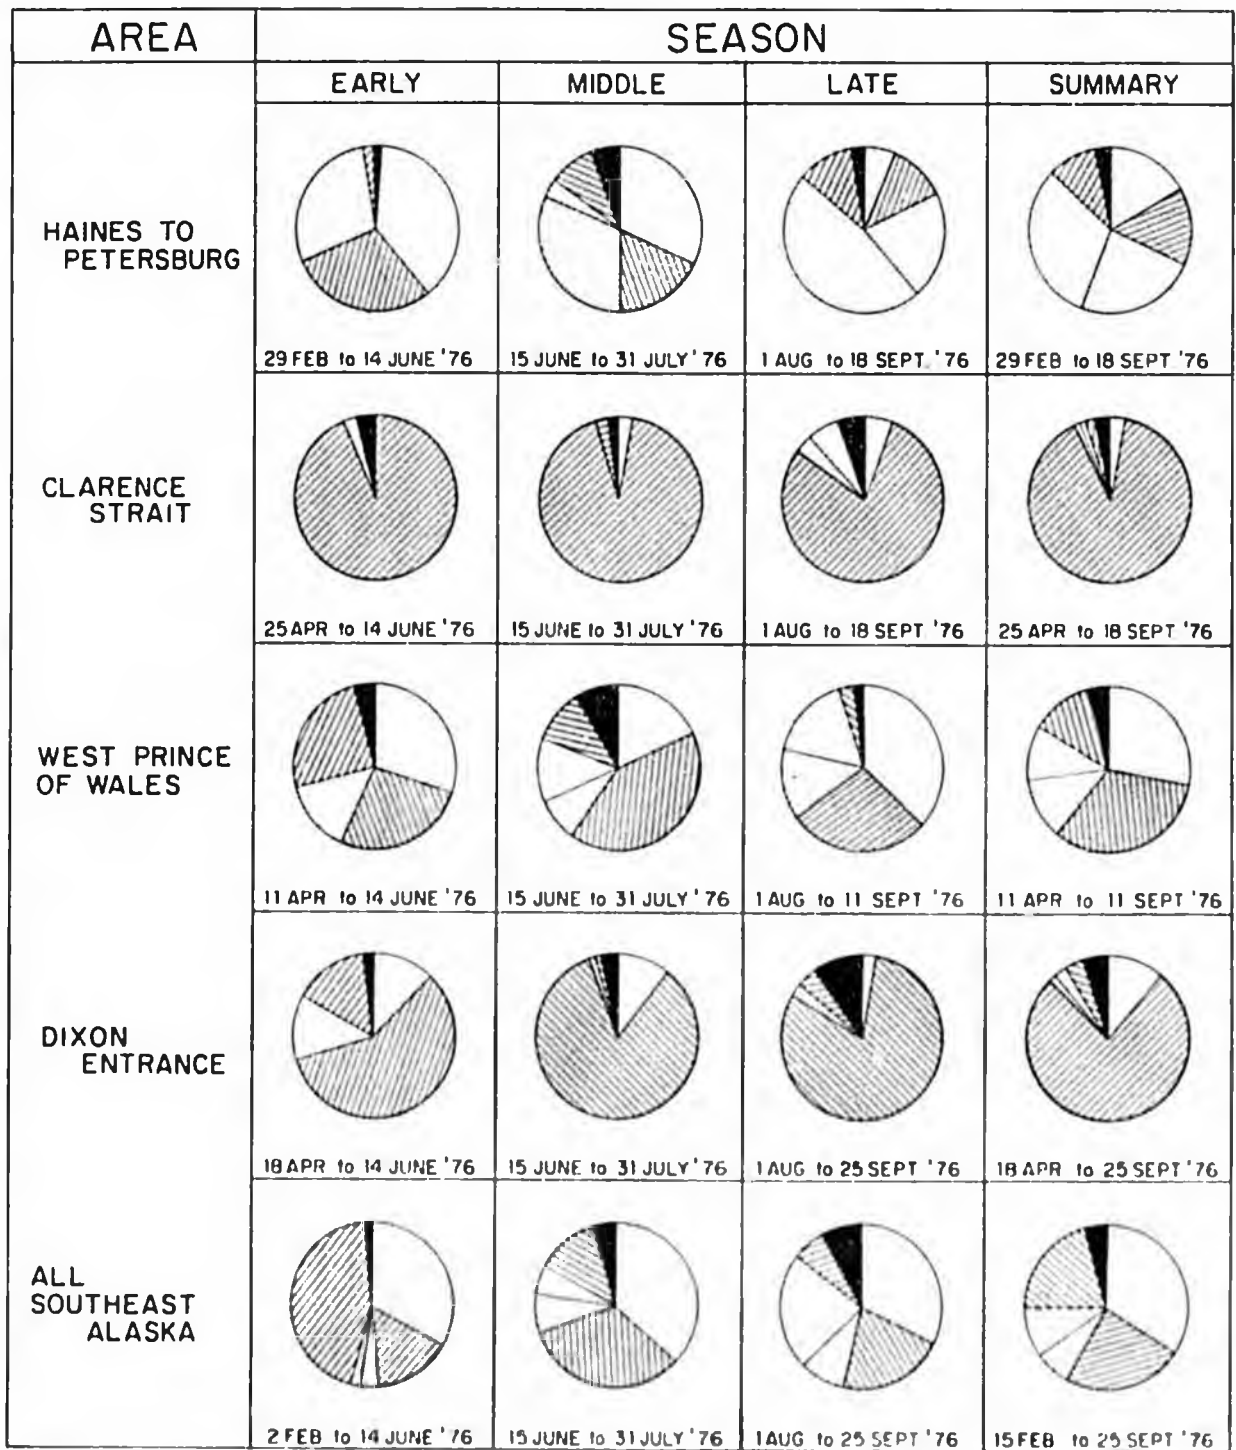 AREA
SEASON
EARLY MIDDLE LATE SUMMARY
HAINES TO
PETERSBURG
29 FEB to 14 JUNE '76 15 JUNE to 31 JULY '76 1 AUG to 18 SEPT. '76 29 FEB to 18 SEPT '76
CLARENCE
STRAIT
25 APR to 14 JUNE '76 15 JUNE to 31 JULY '76 1 AUG to 18 SEPT '76 25 APR to 18 SEPT '76
WEST PRINCE
OF WALES
11 APR to 14 JUNE '76 15 JUNE to 31 JULY '76 1 AUG to 11 SEPT '76 11 APR to 11 SEPT '76
DIXON
ENTRANCE
18 APR to 14 JUNE '76 15 JUNE to 31 JULY '76 1 AUG to 25 SEPT '76 18 APR to 25 SEPT '76
ALL
SOUTHEAST
ALASKA
2 FEB to 14 JUNE '76 15 JUNE to 31 JULY '76 1 AUG to 25 SEPT '76 15 FEB to 25 SEPT '76